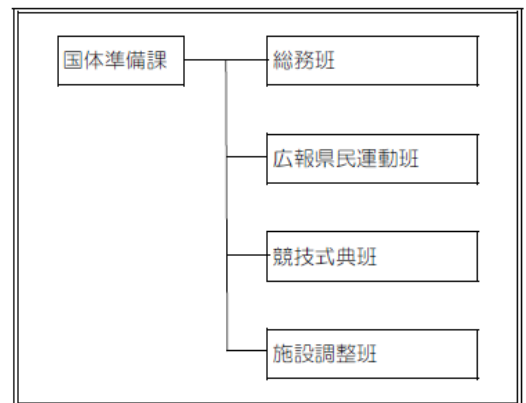 国体準備課
総務班
広報県民運動班
競技式典班
施設調整班